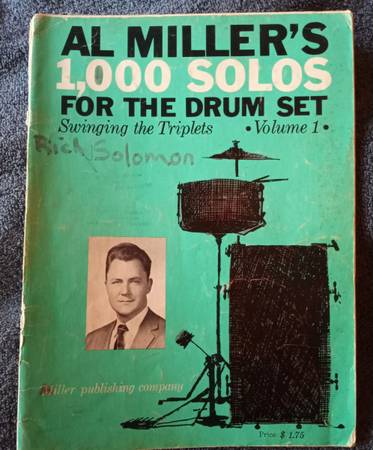 AL MILLER'S
1,000 SOLOS
FOR THE DRUM SET
Swinging the Triplets • Volume 1 •
Rich Solomon
Miller publishing company
Price $ 1.75